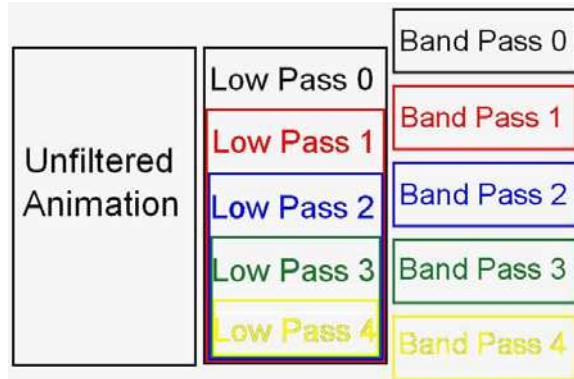 Unfiltered
Animation
Low Pass 0
Low Pass 1
Low Pass 2
Low Pass 3
Low Pass 4
Band Pass 0
Band Pass 1
Band Pass 2
Band Pass 3
Band Pass 4